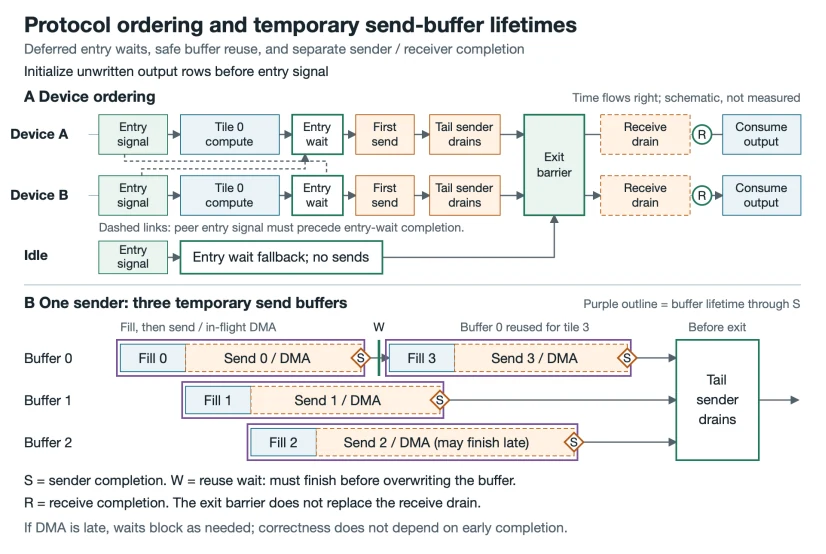 Protocol ordering and temporary send-buffer lifetimes
Deferred entry waits, safe buffer reuse, and separate sender / receiver completion
Initialize unwritten output rows before entry signal
A Device ordering
Time flows right; schematic, not measured
Device A
Entry
signal
Tile 0
compute
Entry
wait
First
send
Tail sender
drains
Exit
barrier
Receive
drain
R
Consume
output
Device B
Entry
signal
Tile 0
compute
Entry
wait
First
send
Tail sender
drains
Receive
drain
R
Consume
output
Dashed links: peer entry signal must precede entry-wait completion.
Idle
Entry
signal
Entry wait fallback; no sends
B One sender: three temporary send buffers
Purple outline = buffer lifetime through S
Fill, then send / in-flight DMA
W
Buffer 0 reused for tile 3
Before exit
Buffer 0
Fill 0
Send 0 / DMA
S
Fill 3
Send 3 / DMA
S
Tail
sender
drains
Buffer 1
Fill 1
Send 1 / DMA
S
Buffer 2
Fill 2
Send 2 / DMA (may finish late)
S
S = sender completion. W = reuse wait: must finish before overwriting the buffer.
R = receive completion. The exit barrier does not replace the receive drain.
If DMA is late, waits block as needed; correctness does not depend on early completion.